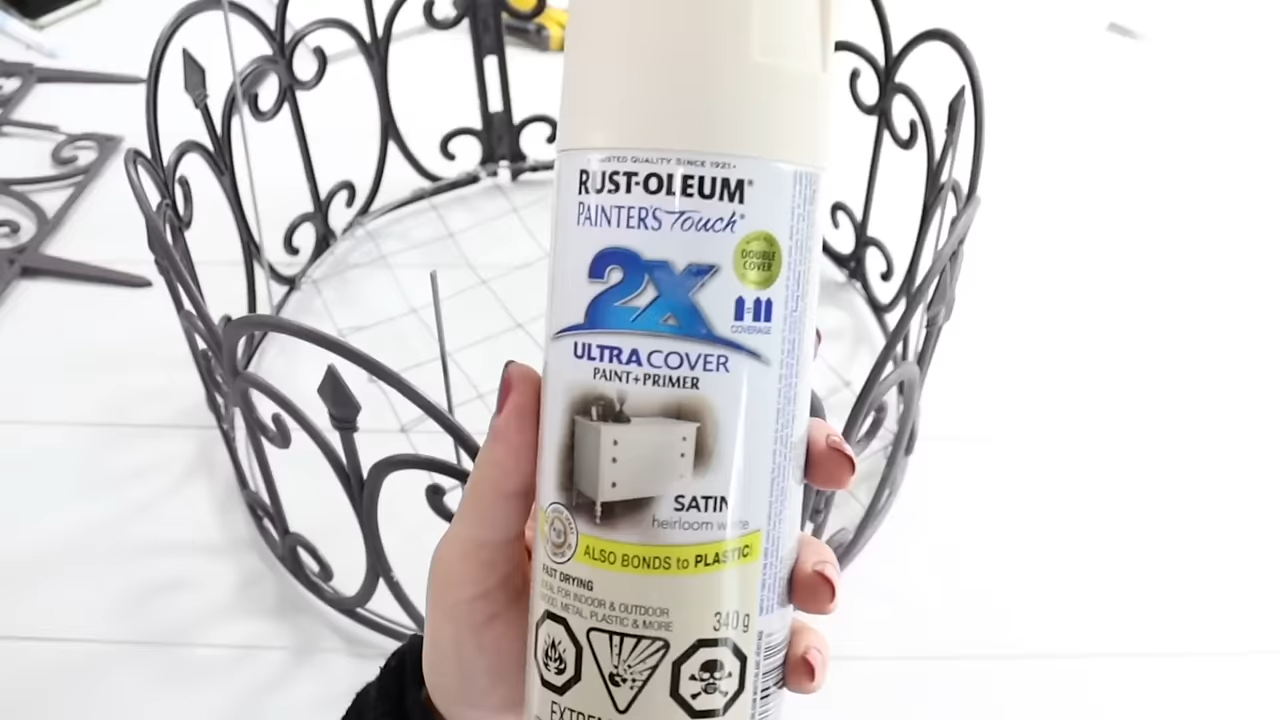 TRUSTED QUALITY SINCE 1921
RUST-OLEUM®
PAINTER'S Touch®
2X
DOUBLE
COVER
COVERAGE
ULTRA COVER
PAINT+PRIMER
SATIN
heirloom white
ALSO BONDS to PLASTIC!
FAST DRYING
IDEAL FOR INDOOR & OUTDOOR
WOOD, METAL, PLASTIC & MORE
340 g